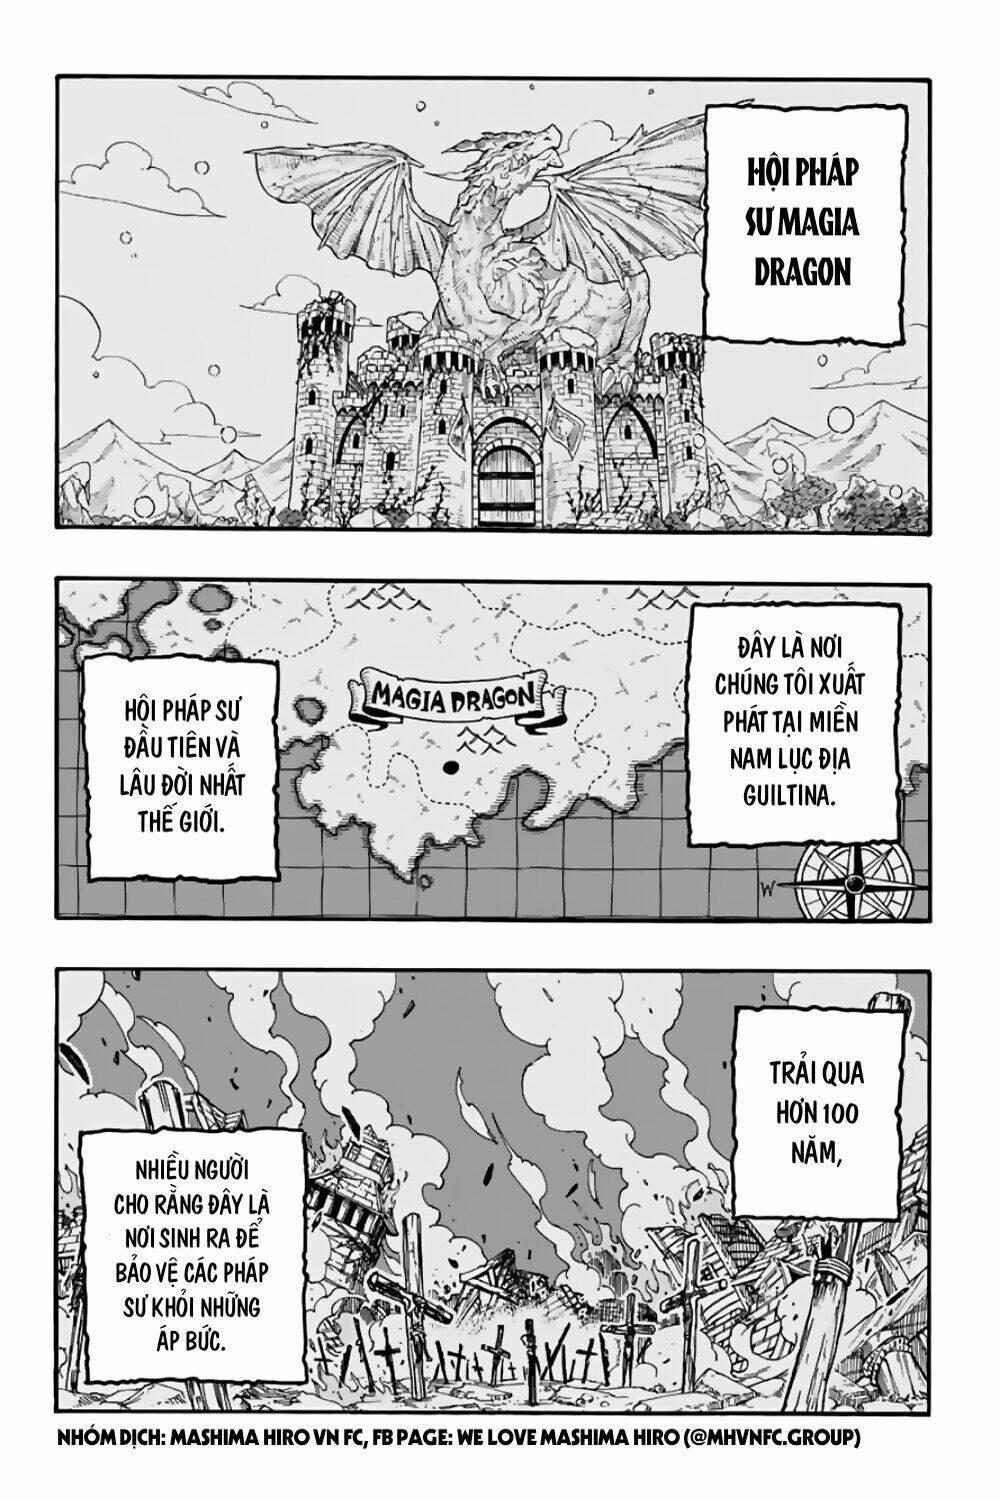 HỘI PHÁP
SƯ MAGIA
DRAGON
ĐÂY LÀ NƠI
CHÚNG TÔI XUẤT
PHÁT TẠI MIỀN
NAM LỤC ĐỊA
GUILTINA.
MAGIA DRAGON
HỘI PHÁP SƯ
ĐẦU TIÊN VÀ
LÂU ĐỜI NHẤT
THẾ GIỚI.
W
TRẢI QUA
HƠN 100
NĂM,
NHIỀU NGƯỜI
CHO RẰNG ĐÂY LÀ
NƠI SINH RA ĐỂ
BẢO VỆ CÁC PHÁP
SƯ KHỎI NHỮNG
ÁP BỨC.
NHÓM DỊCH: MASHIMA HIRO VN FC, FB PAGE: WE LOVE MASHIMA HIRO (@MHVNFC.GROUP)